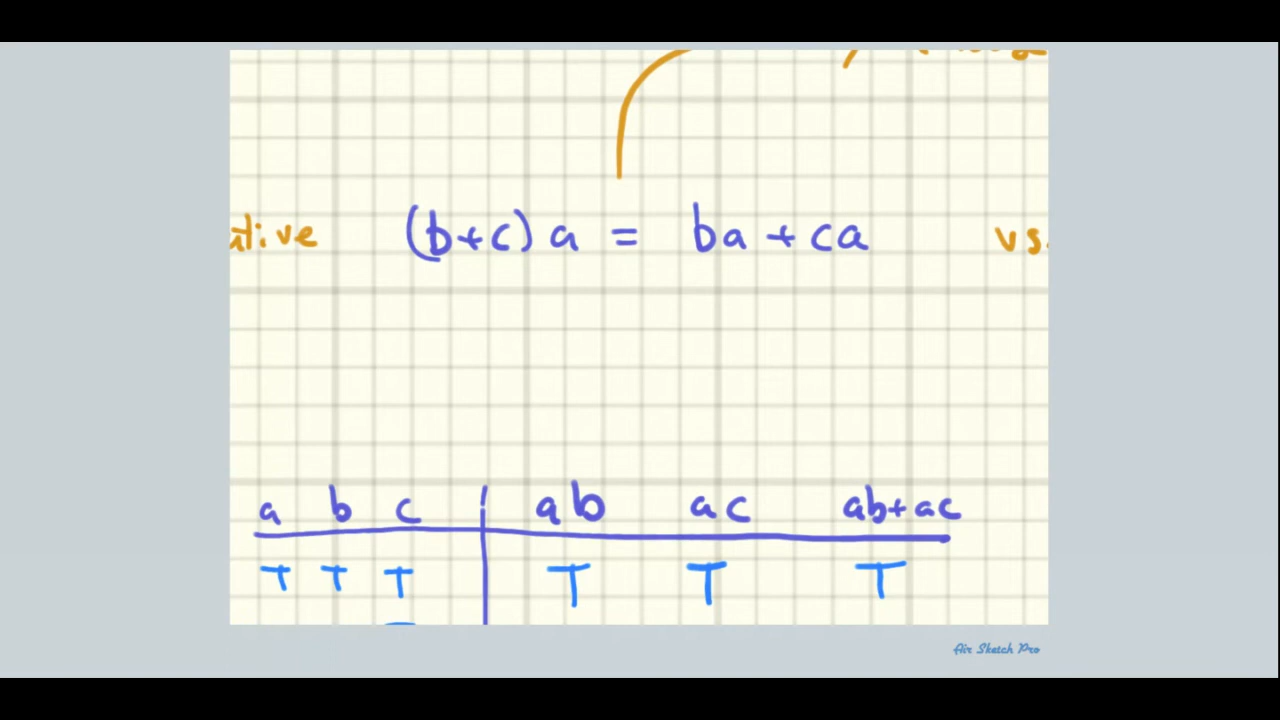 (b+c) a = ba + ca vs.
a b c ab ac ab+ac
T T T T T T
Air Sketch Pro